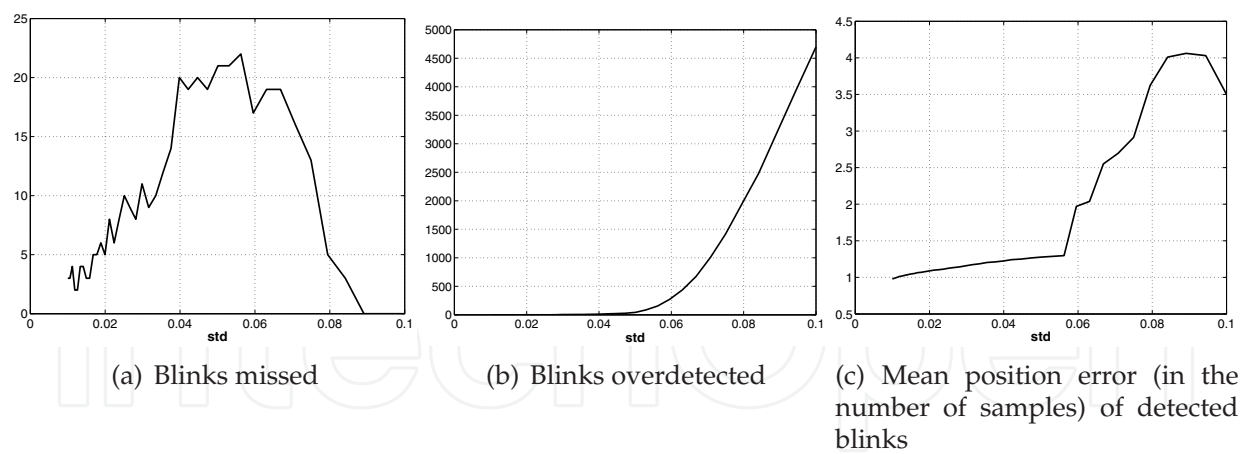 25
20
15
10
5
0
0 0.02 0.04 0.06 0.08 0.1
std
(a) Blinks missed
5000
4500
4000
3500
3000
2500
2000
1500
1000
500
0
0 0.02 0.04 0.06 0.08 0.1
std
(b) Blinks overdetected
4.5
4
3.5
3
2.5
2
1.5
1
0.5
0 0.02 0.04 0.06 0.08 0.1
std
(c) Mean position error (in the
number of samples) of detected
blinks
intechopen